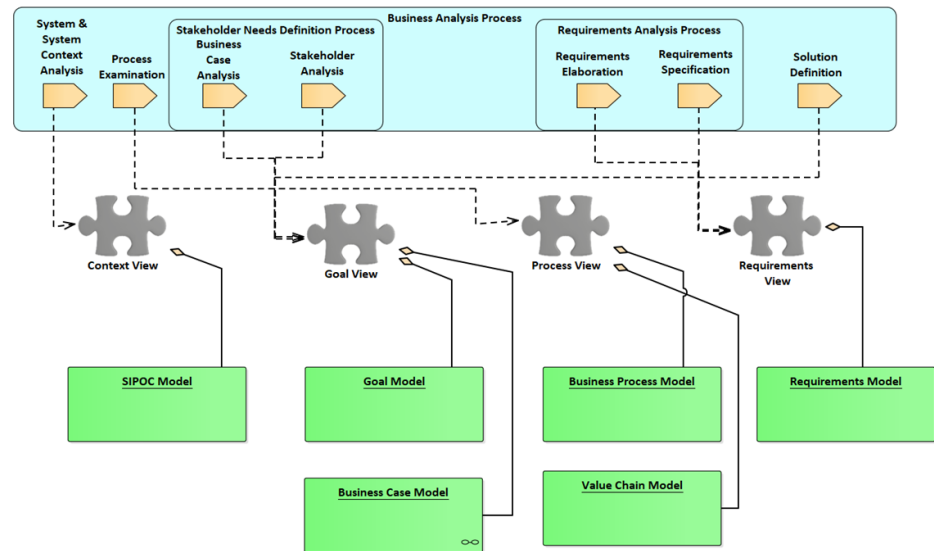 Business Analysis Process
System &
System
Context
Analysis
Process
Examination
Stakeholder Needs Definition Process
Business
Case
Analysis
Stakeholder
Analysis
Requirements Analysis Process
Requirements
Elaboration
Requirements
Specification
Solution
Definition
Context View
Goal View
Process View
Requirements
View
SIPOC Model
Goal Model
Business Process Model
Requirements Model
Business Case Model
Value Chain Model